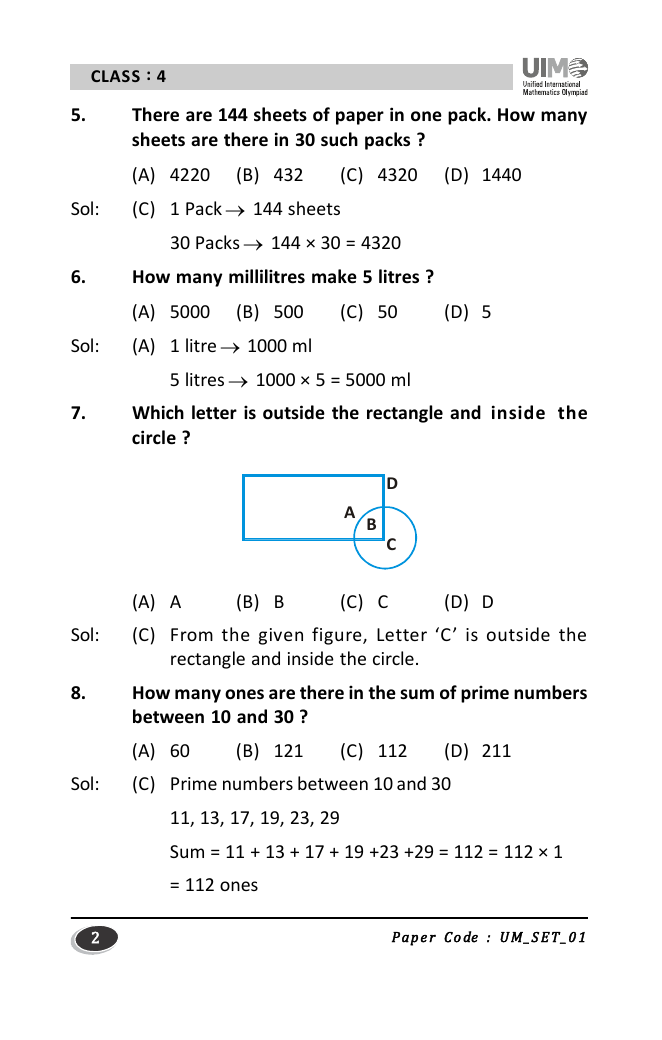 CLASS : 4
UIMO
Unified International
Mathematics Olympiad
5. There are 144 sheets of paper in one pack. How many
sheets are there in 30 such packs ?
(A) 4220 (B) 432 (C) 4320 (D) 1440
Sol: (C) 1 Pack → 144 sheets
30 Packs → 144 × 30 = 4320
6. How many millilitres make 5 litres ?
(A) 5000 (B) 500 (C) 50 (D) 5
Sol: (A) 1 litre → 1000 ml
5 litres → 1000 × 5 = 5000 ml
7. Which letter is outside the rectangle and inside the
circle ?
D
A
B
C
(A) A (B) B (C) C (D) D
Sol: (C) From the given figure, Letter ‘C’ is outside the
rectangle and inside the circle.
8. How many ones are there in the sum of prime numbers
between 10 and 30 ?
(A) 60 (B) 121 (C) 112 (D) 211
Sol: (C) Prime numbers between 10 and 30
11, 13, 17, 19, 23, 29
Sum = 11 + 13 + 17 + 19 +23 +29 = 112 = 112 × 1
= 112 ones
2 Paper Code : UM_SET_01